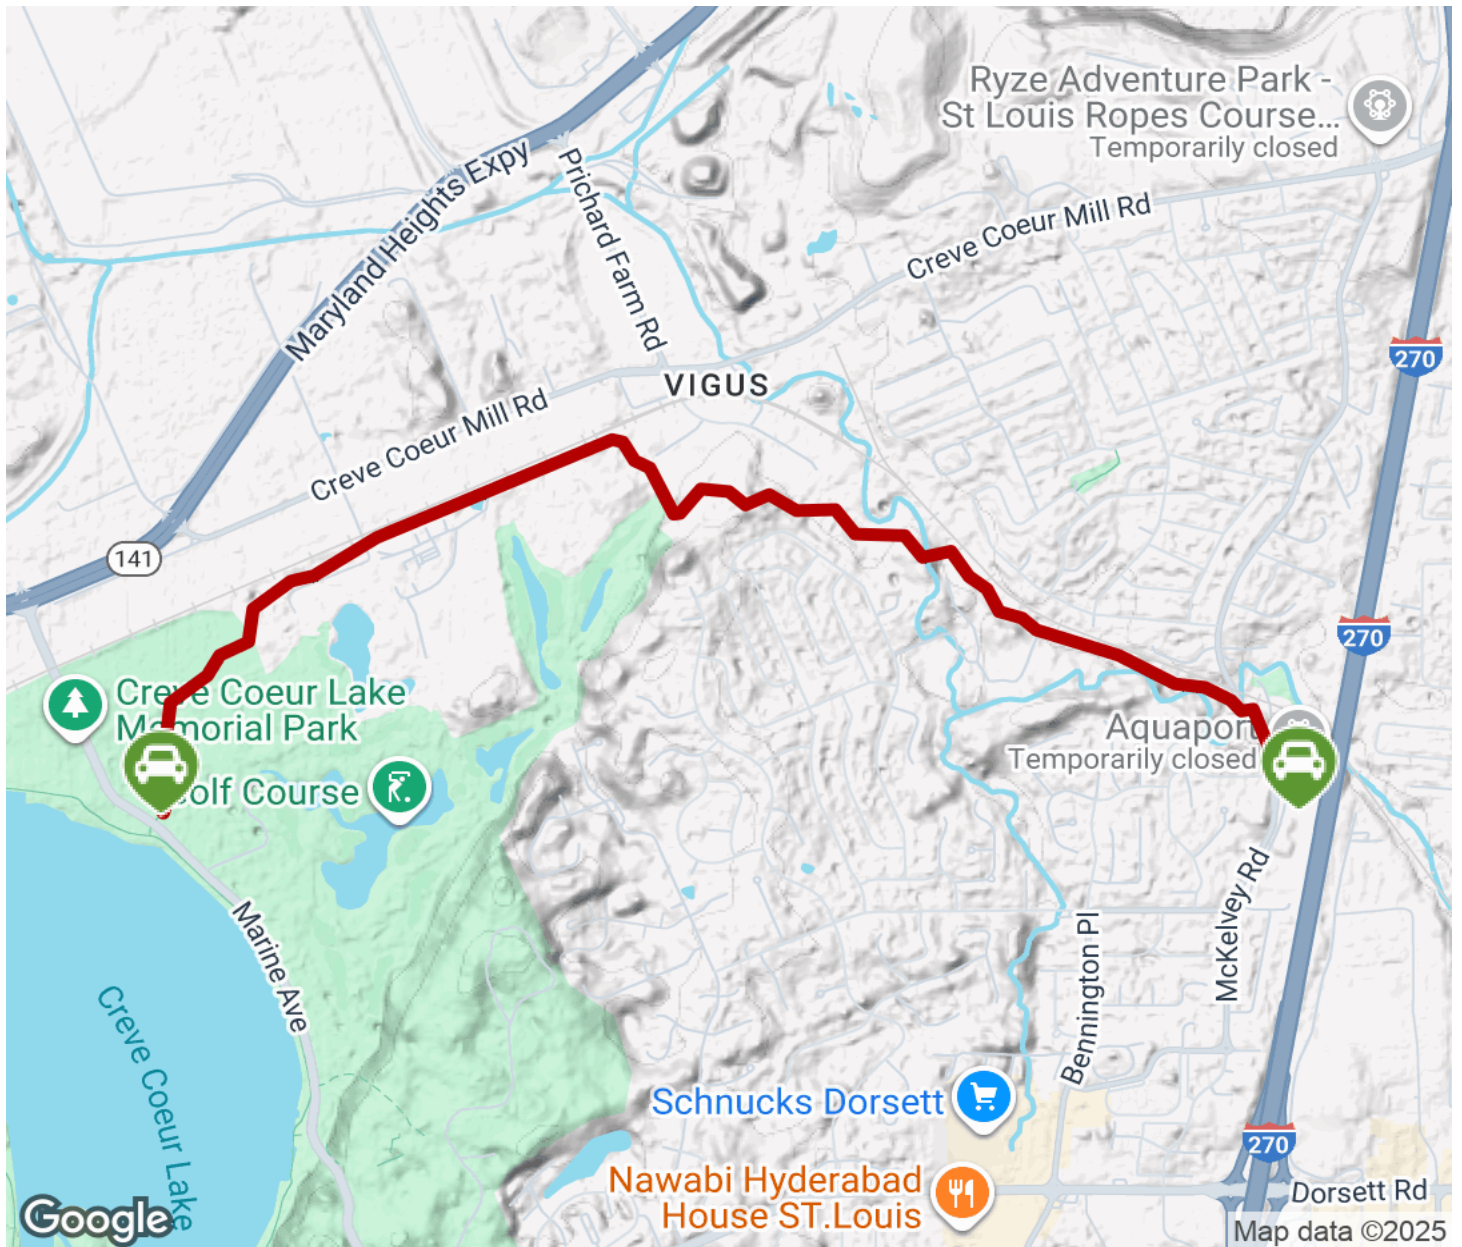 Ryze Adventure Park -
St Louis Ropes Course...
Temporarily closed
Maryland Heights Expy
Prichard Farm Rd
Creve Coeur Mill Rd
270
VIGUS
Creve Coeur Mill Rd
141
270
Creve Coeur Lake
Memorial Park
Aquaport
Temporarily closed
Golf Course
McKelvey Rd
Marine Ave
Bennington Pl
Creve Coeur Lake
Schnucks Dorsett
270
Nawabi Hyderabad
House ST.Louis
Dorsett Rd
Google
Map data ©2025